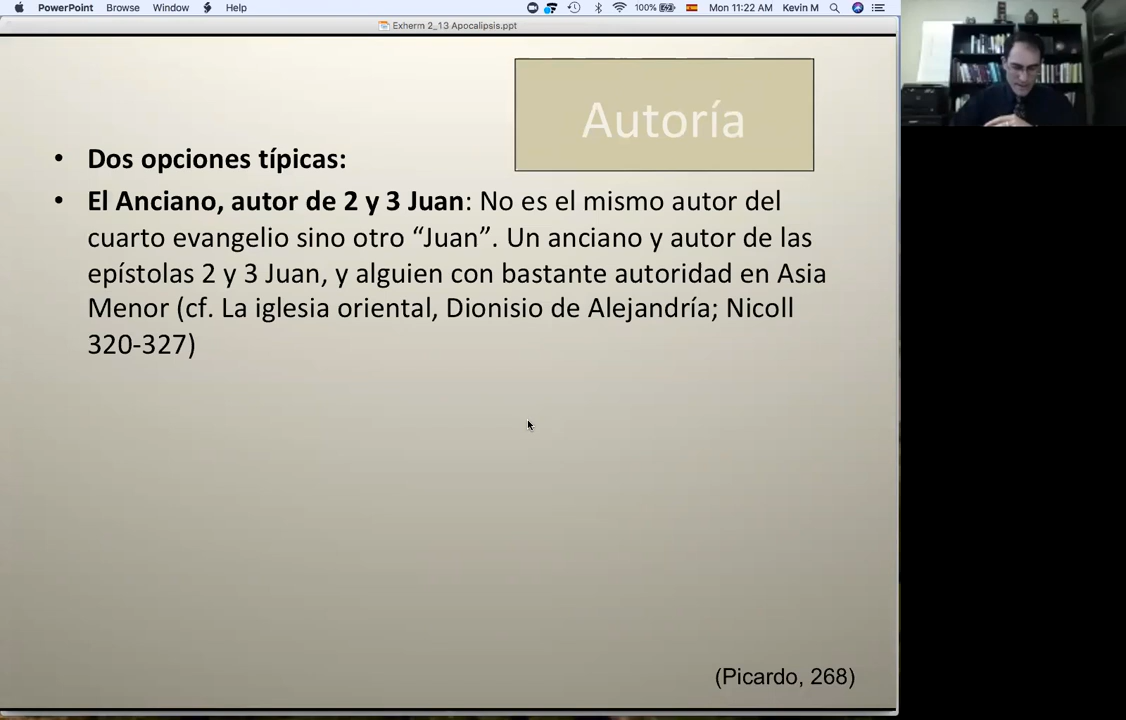 PowerPoint Browse Window Help 100% Mon 11:22 AM Kevin M
Exherm 2_13 Apocalipsis.ppt
Autoría
• Dos opciones típicas:
• El Anciano, autor de 2 y 3 Juan: No es el mismo autor del
cuarto evangelio sino otro “Juan”. Un anciano y autor de las
epístolas 2 y 3 Juan, y alguien con bastante autoridad en Asia
Menor (cf. La iglesia oriental, Dionisio de Alejandría; Nicoll
320-327)
(Picardo, 268)